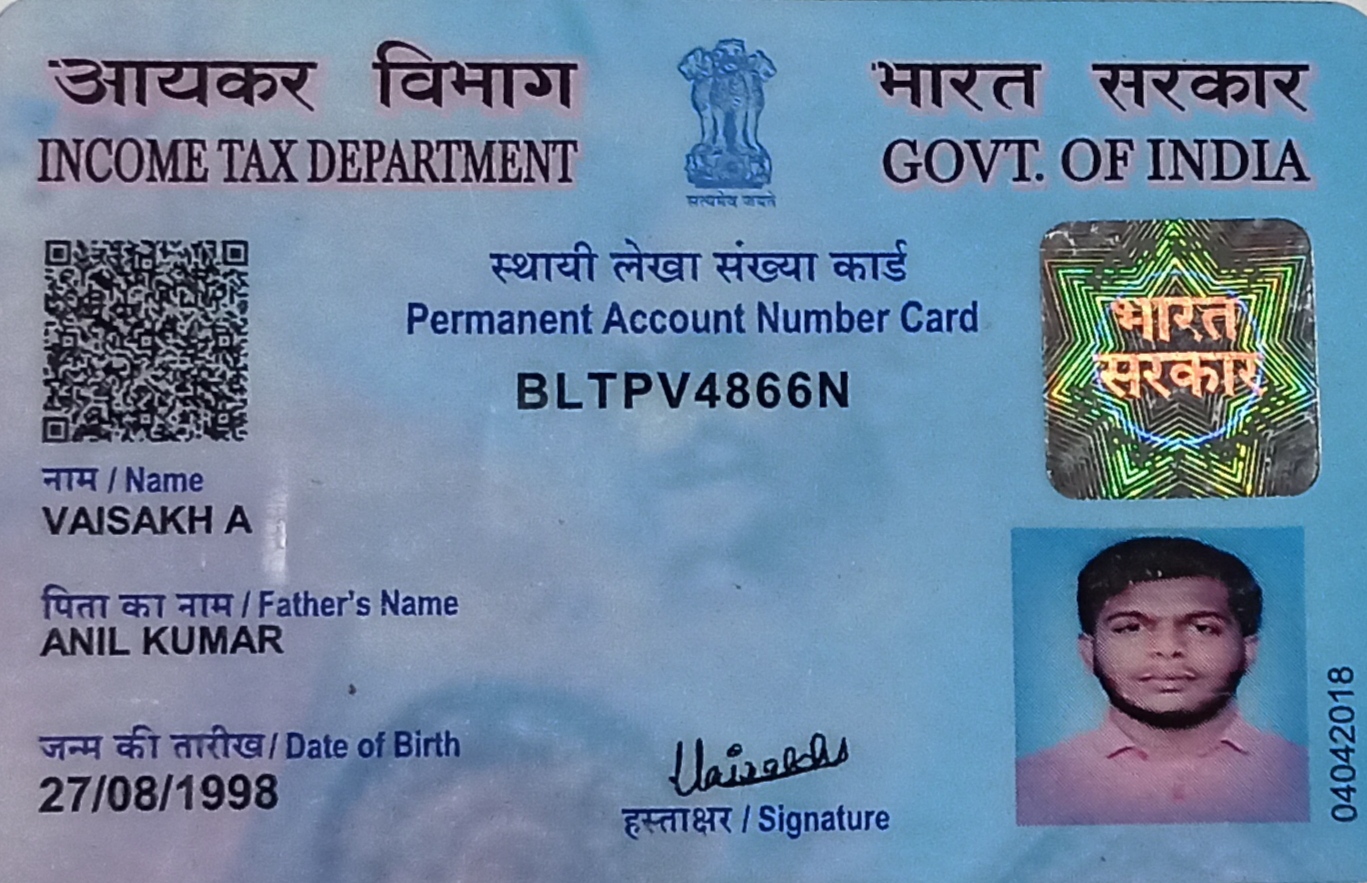 आयकर विभाग
INCOME TAX DEPARTMENT
सत्यमेव जयते
भारत सरकार
GOVT. OF INDIA
स्थायी लेखा संख्या कार्ड
Permanent Account Number Card
BLTPV4866N
भारत
सरकार
नाम / Name
VAISAKH A
पिता का नाम / Father's Name
ANIL KUMAR
जन्म की तारीख / Date of Birth
27/08/1998
हस्ताक्षर / Signature
04042018